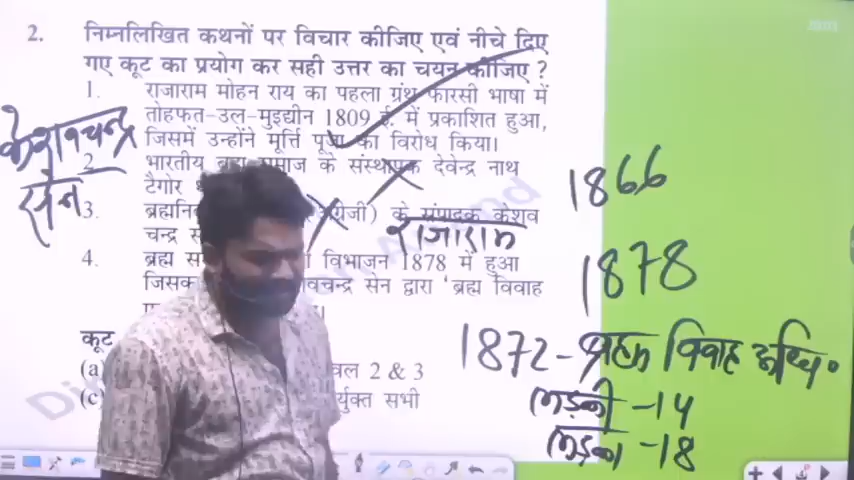 2. निम्नलिखित कथनों पर विचार कीजिए एवं नीचे दिए
गए कूट का प्रयोग कर सही उत्तर का चयन कीजिए ?
1. राजाराम मोहन राय का पहला ग्रंथ फारसी भाषा में
तोहफत-उल-मुइद्यीन 1809 ई. में प्रकाशित हुआ,
जिसमें उन्होंने मूर्त्ति पूजा का विरोध किया।
2. भारतीय ब्रह्म समाज के संस्थापक देवेन्द्र नाथ
टैगोर
3. ब्रह्मनि के संपादक केशव
चन्द्र
4. ब्रह्म विभाजन 1878 में हुआ
जिसका वचन्द्र सेन द्वारा 'ब्रह्म विवाह
कूट
(a) वल 2 & 3
(c) र्युक्त सभी
केशवचन्द्र
सेन
राजाराम
1866
1878
1872 - ब्रह्म विवाह अधि॰
लड़की - 14
लड़का - 18